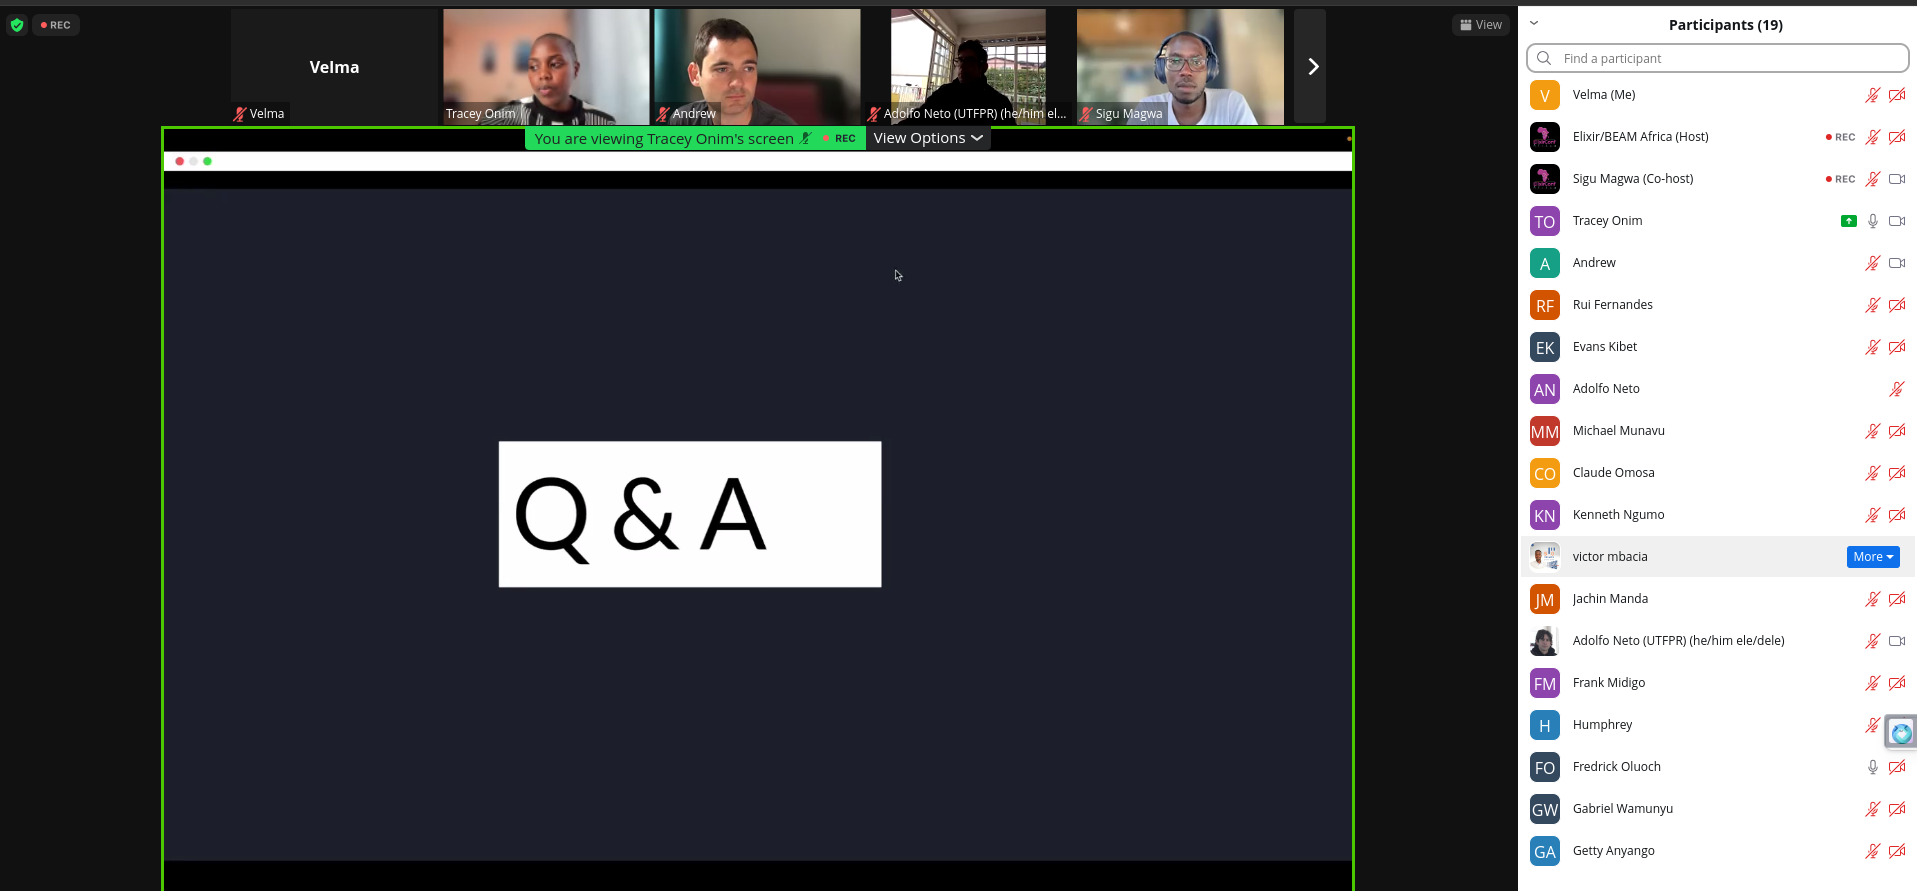 REC
Velma
Velma
Tracey Onim
Andrew
Adolfo Neto (UTFPR) (he/him el...
Sigu Magwa
View
You are viewing Tracey Onim's screen
REC
View Options
Q & A
Participants (19)
Find a participant
V
Velma (Me)
Elixir/BEAM Africa (Host)
REC
Sigu Magwa (Co-host)
REC
TO
Tracey Onim
A
Andrew
RF
Rui Fernandes
EK
Evans Kibet
AN
Adolfo Neto
MM
Michael Munavu
CO
Claude Omosa
KN
Kenneth Ngumo
victor mbacia
More
JM
Jachin Manda
Adolfo Neto (UTFPR) (he/him ele/dele)
FM
Frank Midigo
H
Humphrey
FO
Fredrick Oluoch
GW
Gabriel Wamunyu
GA
Getty Anyango